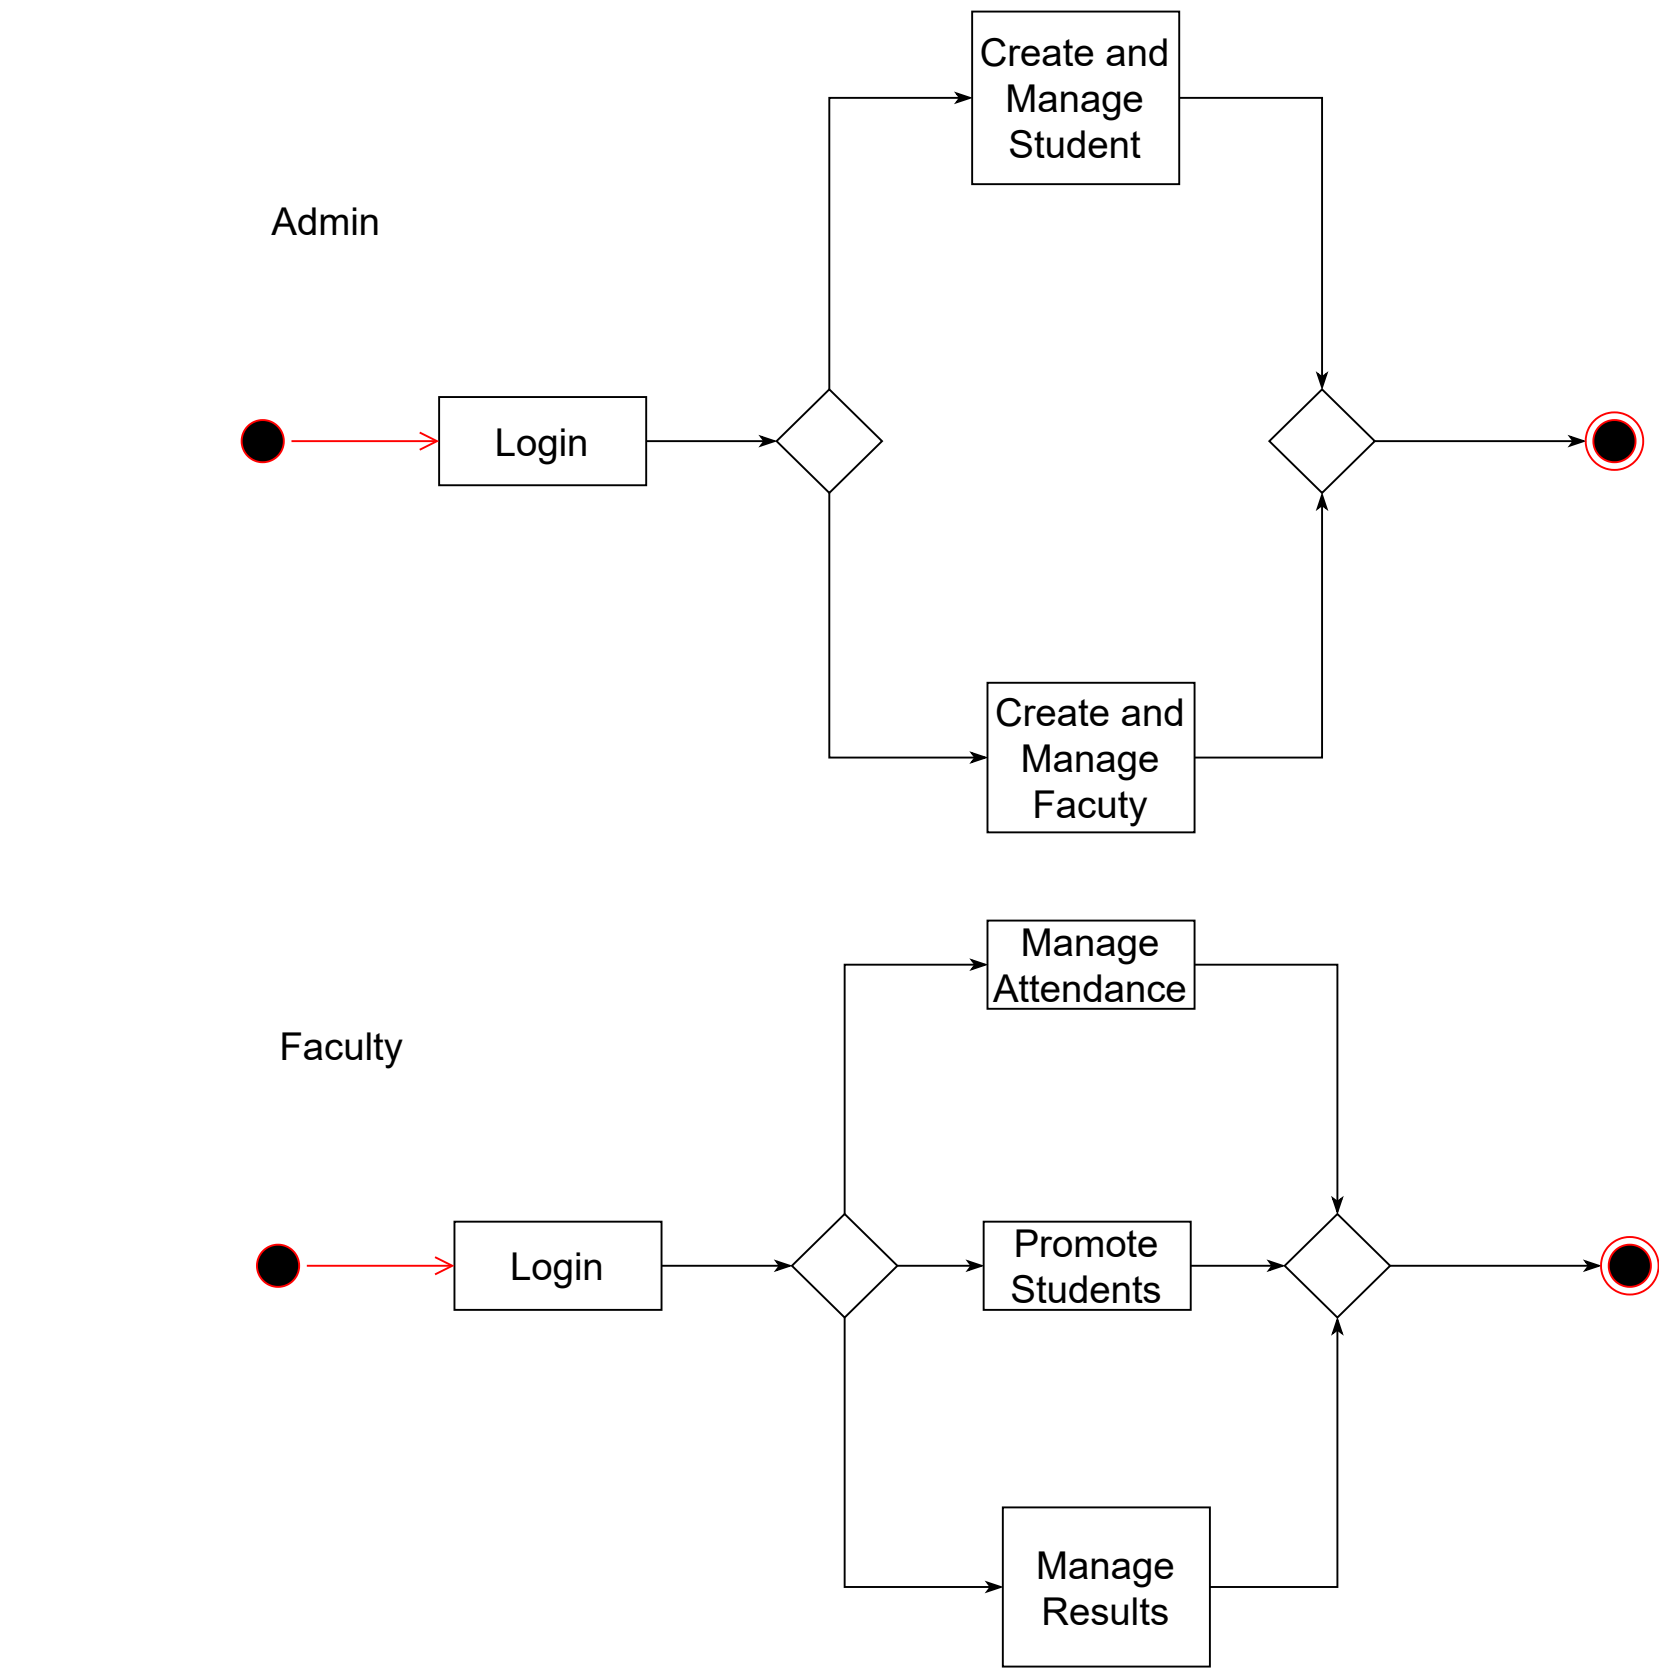 Create and
Manage
Student
Admin
Login
Create and
Manage
Facuty
Manage
Attendance
Faculty
Login
Promote
Students
Manage
Results